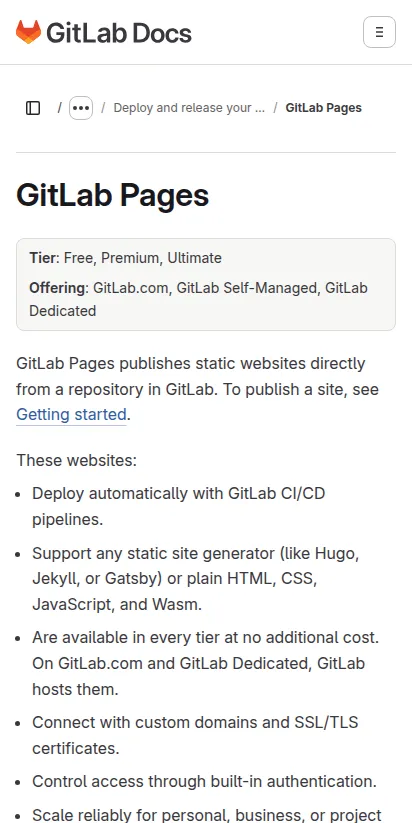 GitLab Docs
/ ••• / Deploy and release your ... / GitLab Pages
GitLab Pages
Tier: Free, Premium, Ultimate
Offering: GitLab.com, GitLab Self-Managed, GitLab
Dedicated
GitLab Pages publishes static websites directly
from a repository in GitLab. To publish a site, see
Getting started.
These websites:
• Deploy automatically with GitLab CI/CD
pipelines.
• Support any static site generator (like Hugo,
Jekyll, or Gatsby) or plain HTML, CSS,
JavaScript, and Wasm.
• Are available in every tier at no additional cost.
On GitLab.com and GitLab Dedicated, GitLab
hosts them.
• Connect with custom domains and SSL/TLS
certificates.
• Control access through built-in authentication.
• Scale reliably for personal, business, or project